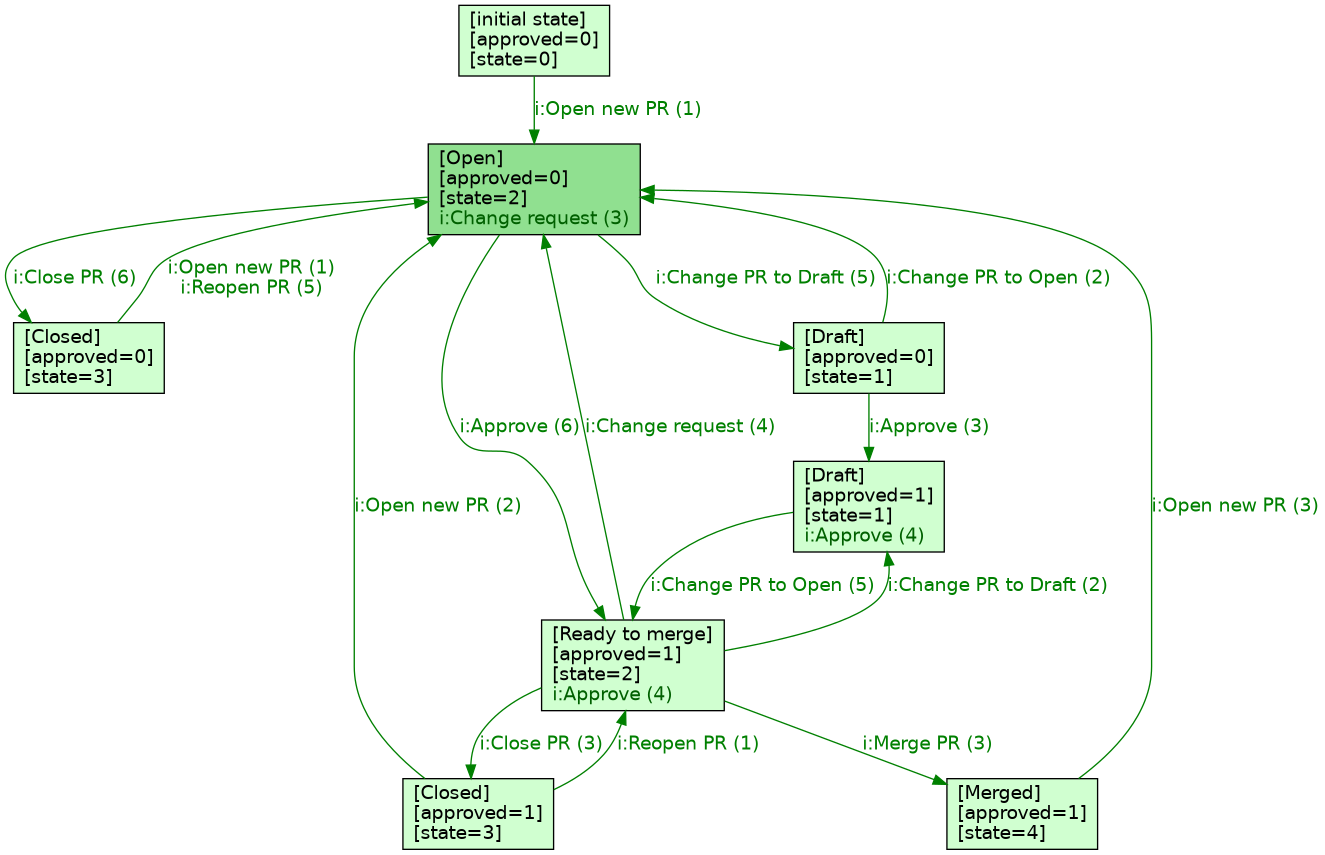 [initial state]
[approved=0]
[state=0]
i:Open new PR (1)
[Open]
[approved=0]
[state=2]
i:Change request (3)
i:Close PR (6)
i:Open new PR (1)
i:Reopen PR (5)
i:Change PR to Draft (5)
i:Change PR to Open (2)
[Closed]
[approved=0]
[state=3]
[Draft]
[approved=0]
[state=1]
i:Approve (6)
i:Change request (4)
i:Approve (3)
[Draft]
[approved=1]
[state=1]
i:Approve (4)
i:Open new PR (2)
i:Open new PR (3)
i:Change PR to Open (5)
i:Change PR to Draft (2)
[Ready to merge]
[approved=1]
[state=2]
i:Approve (4)
i:Close PR (3)
i:Reopen PR (1)
i:Merge PR (3)
[Closed]
[approved=1]
[state=3]
[Merged]
[approved=1]
[state=4]